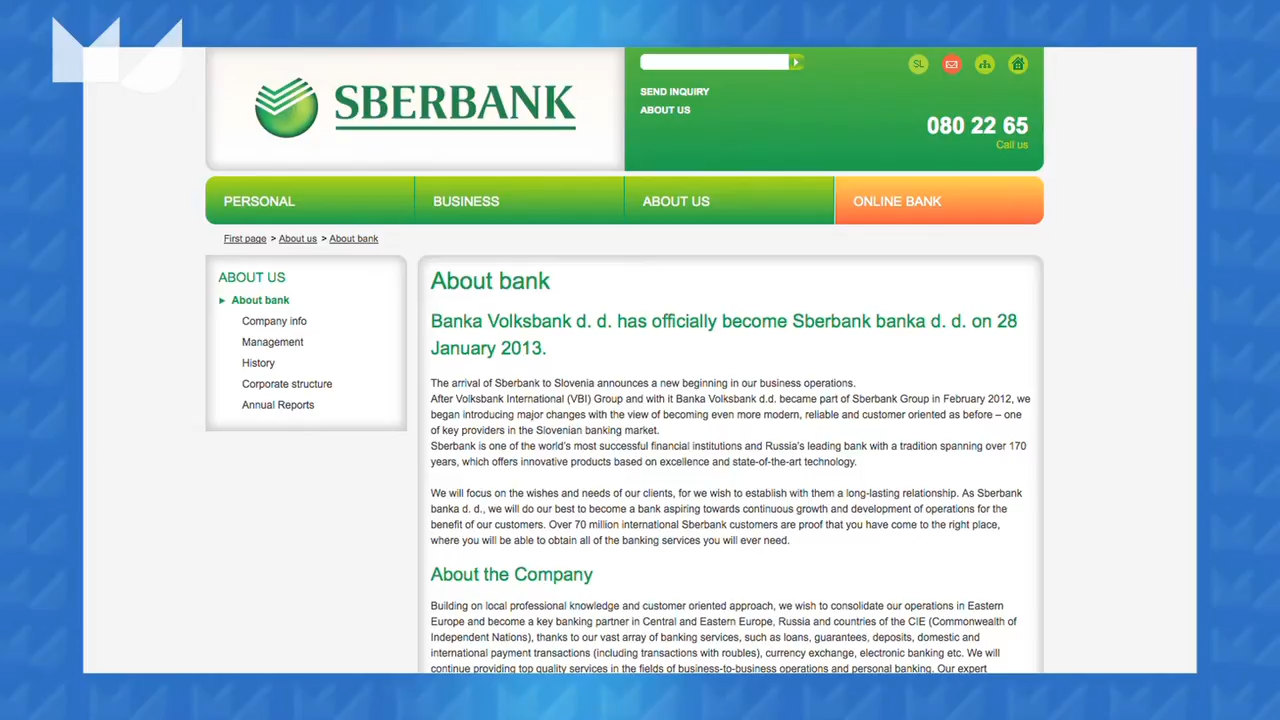 SBERBANK
SL
SEND INQUIRY
ABOUT US
080 22 65
Call us
PERSONAL
BUSINESS
ABOUT US
ONLINE BANK
First page > About us > About bank
ABOUT US
About bank
Company info
Management
History
Corporate structure
Annual Reports
About bank
Banka Volksbank d. d. has officially become Sberbank banka d. d. on 28
January 2013.
The arrival of Sberbank to Slovenia announces a new beginning in our business operations.
After Volksbank International (VBI) Group and with it Banka Volksbank d.d. became part of Sberbank Group in February 2012, we
began introducing major changes with the view of becoming even more modern, reliable and customer oriented as before – one
of key providers in the Slovenian banking market.
Sberbank is one of the world's most successful financial institutions and Russia's leading bank with a tradition spanning over 170
years, which offers innovative products based on excellence and state-of-the-art technology.
We will focus on the wishes and needs of our clients, for we wish to establish with them a long-lasting relationship. As Sberbank
banka d. d., we will do our best to become a bank aspiring towards continuous growth and development of operations for the
benefit of our customers. Over 70 million international Sberbank customers are proof that you have come to the right place,
where you will be able to obtain all of the banking services you will ever need.
About the Company
Building on local professional knowledge and customer oriented approach, we wish to consolidate our operations in Eastern
Europe and become a key banking partner in Central and Eastern Europe, Russia and countries of the CIE (Commonwealth of
Independent Nations), thanks to our vast array of banking services, such as loans, guarantees, deposits, domestic and
international payment transactions (including transactions with roubles), currency exchange, electronic banking etc. We will
continue providing top quality services in the fields of business-to-business operations and personal banking. Our expert